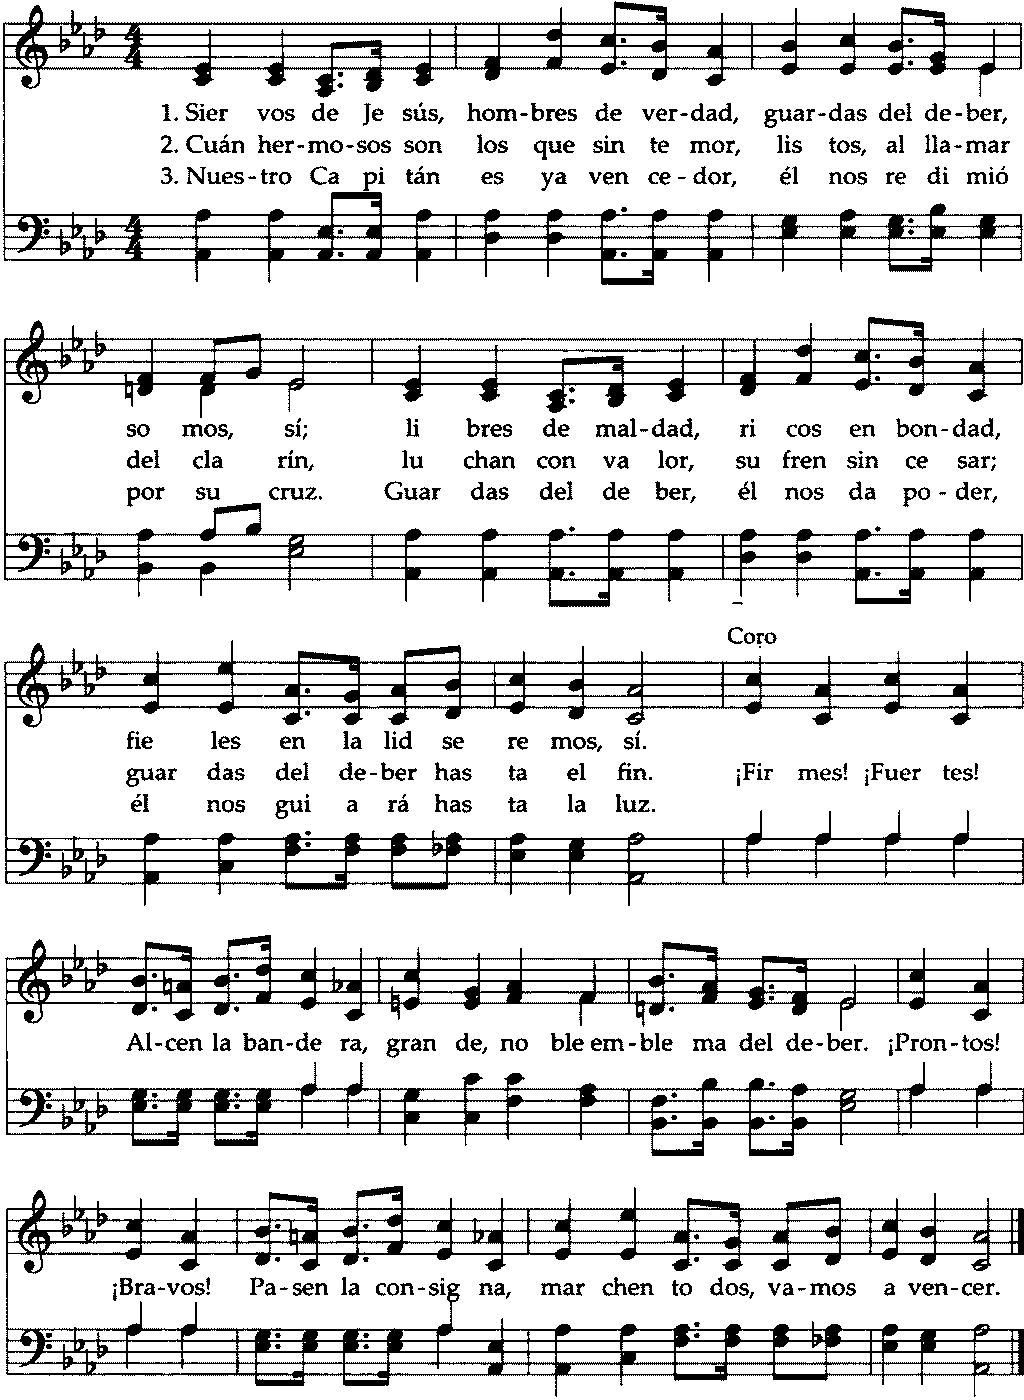 1. Sier vos de Je sús, hom-bres de ver-dad, guar-das del de-ber,
2. Cuán her-mo-sos son los que sin te mor, lis tos, al lla-mar
3. Nues-tro Ca pi tán es ya ven ce-dor, él nos re di mió
so mos, sí; li bres de mal-dad, ri cos en bon-dad,
del cla rín, lu chan con va lor, su fren sin ce sar;
por su cruz. Guar das del de ber, él nos da po-der,
Coro
fie les en la lid se re mos, sí.
guar das del de-ber has ta el fin. ¡Fir mes! ¡Fuer tes!
él nos gui a rá has ta la luz.
Al-cen la ban-de ra, gran de, no ble em-ble ma del de-ber. ¡Pron-tos!
¡Bra-vos! Pa-sen la con-sig na, mar chen to dos, va-mos a ven-cer.